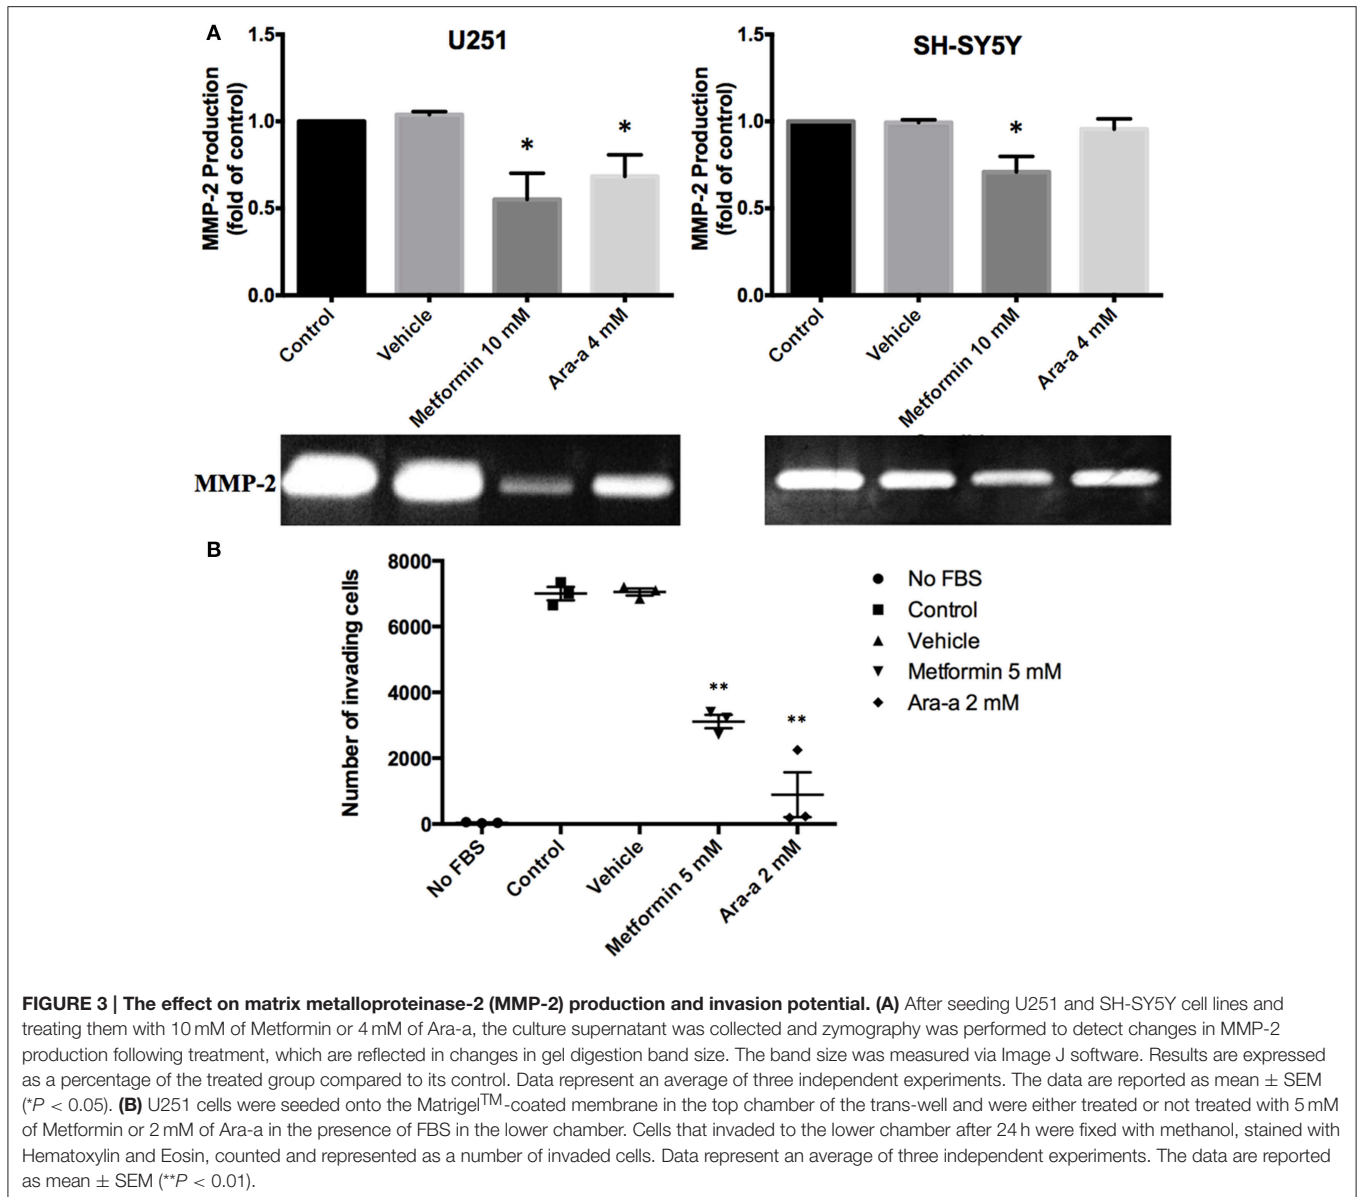 A
U251
1.5
1.0
0.5
0.0
MMP-2 Production
(fold of control)
Control
Vehicle
Metformin 10 mM
Ara-a 4 mM
*
*
SH-SY5Y
1.5
1.0
0.5
0.0
MMP-2 Production
(fold of control)
Control
Vehicle
Metformin 10 mM
Ara-a 4 mM
*
MMP-2
B
8000
6000
4000
2000
0
Number of invading cells
**
**
No FBS
Control
Vehicle
Metformin 5 mM
Ara-a 2 mM
No FBS
Control
Vehicle
Metformin 5 mM
Ara-a 2 mM
FIGURE 3 | The effect on matrix metalloproteinase-2 (MMP-2) production and invasion potential. (A) After seeding U251 and SH-SY5Y cell lines and
treating them with 10 mM of Metformin or 4 mM of Ara-a, the culture supernatant was collected and zymography was performed to detect changes in MMP-2
production following treatment, which are reflected in changes in gel digestion band size. The band size was measured via Image J software. Results are expressed
as a percentage of the treated group compared to its control. Data represent an average of three independent experiments. The data are reported as mean ± SEM
(*P < 0.05). (B) U251 cells were seeded onto the Matrigel™-coated membrane in the top chamber of the trans-well and were either treated or not treated with 5 mM
of Metformin or 2 mM of Ara-a in the presence of FBS in the lower chamber. Cells that invaded to the lower chamber after 24 h were fixed with methanol, stained with
Hematoxylin and Eosin, counted and represented as a number of invaded cells. Data represent an average of three independent experiments. The data are reported
as mean ± SEM (**P < 0.01).